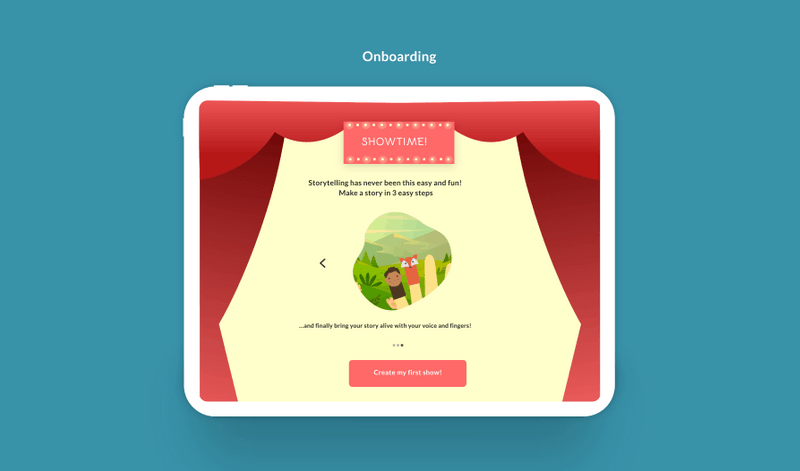 Onboarding
SHOWTIME!
Storytelling has never been this easy and fun!
Make a story in 3 easy steps
...and finally bring your story alive with your voice and fingers!
Create my first show!